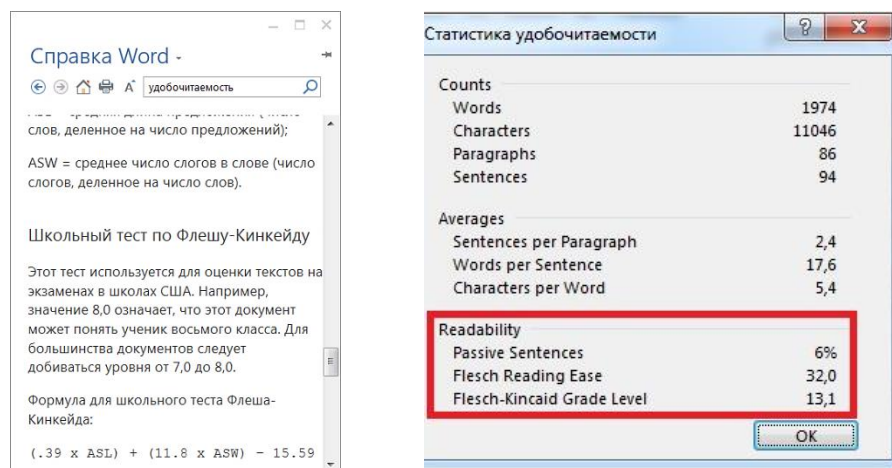 Справка Word
удобочитаемость
слов, деленное на число предложений);
ASW = среднее число слогов в слове (число
слогов, деленное на число слов).
Школьный тест по Флешу-Кинкейду
Этот тест используется для оценки текстов на
экзаменах в школах США. Например,
значение 8,0 означает, что этот документ
может понять ученик восьмого класса. Для
большинства документов следует
добиваться уровня от 7,0 до 8,0.
Формула для школьного теста Флеша-
Кинкейда:
(.39 x ASL) + (11.8 x ASW) – 15.59
Статистика удобочитаемости
Counts
Words 1974
Characters 11046
Paragraphs 86
Sentences 94
Averages
Sentences per Paragraph 2,4
Words per Sentence 17,6
Characters per Word 5,4
Readability
Passive Sentences 6%
Flesch Reading Ease 32,0
Flesch-Kincaid Grade Level 13,1
OK